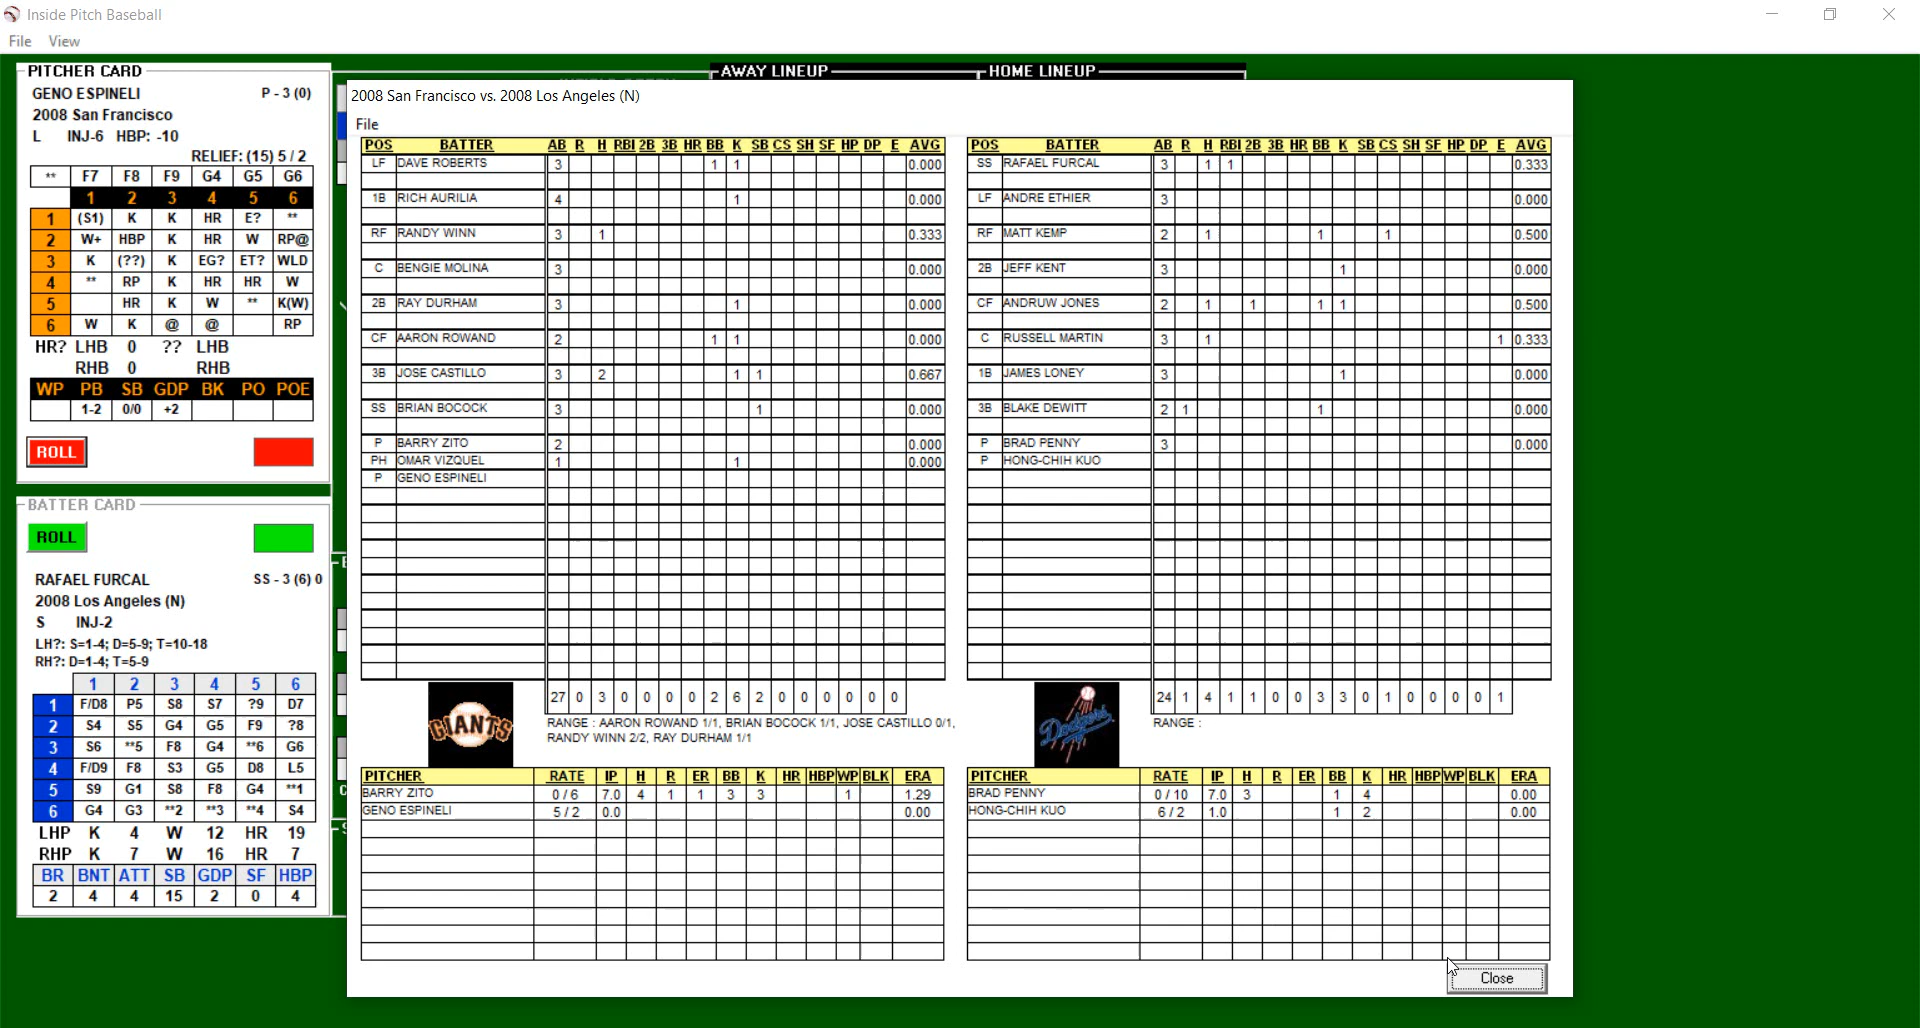 Inside Pitch Baseball
File View
PITCHER CARD
GENO ESPINELI P - 3 (0)
2008 San Francisco
L INJ-6 HBP: -10
RELIEF: (15) 5 / 2
** F7 F8 F9 G4 G5 G6
1 2 3 4 5 6
1 (S1) K K HR E? **
2 W+ HBP K HR W RP@
3 K (??) K EG? ET? WLD
4 ** RP K HR HR W
5 HR K W ** K(W)
6 W K @ @ RP
HR? LHB 0 ?? LHB
RHB 0 RHB
WP PB SB GDP BK PO POE
1-2 0/0 +2
ROLL
BATTER CARD
ROLL
RAFAEL FURCAL SS - 3 (6) 0
2008 Los Angeles (N)
S INJ-2
LH?: S=1-4; D=5-9; T=10-18
RH?: D=1-4; T=5-9
1 2 3 4 5 6
1 F/D8 P5 S8 S7 ?9 D7
2 S4 S5 G4 G5 F9 ?8
3 S6 **5 F8 G4 **6 G6
4 F/D9 F8 S3 G5 D8 L5
5 S9 G1 S8 F8 G4 **1
6 G4 G3 **2 **3 **4 S4
LHP K 4 W 12 HR 19
RHP K 7 W 16 HR 7
BR BNT ATT SB GDP SF HBP
2 4 4 15 2 0 4
AWAY LINEUP HOME LINEUP
2008 San Francisco vs. 2008 Los Angeles (N)
File
POS BATTER AB R H RBI 2B 3B HR BB K SB CS SH SF HP DP E AVG
LF DAVE ROBERTS 3 1 1 0.000
1B RICH AURILIA 4 1 0.000
RF RANDY WINN 3 1 0.333
C BENGIE MOLINA 3 0.000
2B RAY DURHAM 3 1 0.000
CF AARON ROWAND 2 1 1 0.000
3B JOSE CASTILLO 3 2 1 1 0.667
SS BRIAN BOCOCK 3 1 0.000
P BARRY ZITO 2 0.000
PH OMAR VIZQUEL 1 1 0.000
P GENO ESPINELI
27 0 3 0 0 0 0 2 6 2 0 0 0 0 0 0
GIANTS
RANGE : AARON ROWAND 1/1, BRIAN BOCOCK 1/1, JOSE CASTILLO 0/1,
RANDY WINN 2/2, RAY DURHAM 1/1
PITCHER RATE IP H R ER BB K HR HBP WP BLK ERA
BARRY ZITO 0 / 6 7.0 4 1 1 3 3 1 1.29
GENO ESPINELI 5 / 2 0.0 0.00
POS BATTER AB R H RBI 2B 3B HR BB K SB CS SH SF HP DP E AVG
SS RAFAEL FURCAL 3 1 1 0.333
LF ANDRE ETHIER 3 0.000
RF MATT KEMP 2 1 1 1 0.500
2B JEFF KENT 3 1 0.000
CF ANDRUW JONES 2 1 1 1 1 0.500
C RUSSELL MARTIN 3 1 1 0.333
1B JAMES LONEY 3 1 0.000
3B BLAKE DEWITT 2 1 1 0.000
P BRAD PENNY 3 0.000
P HONG-CHIH KUO
24 1 4 1 1 0 0 3 3 0 1 0 0 0 0 1
Dodgers
RANGE :
PITCHER RATE IP H R ER BB K HR HBP WP BLK ERA
BRAD PENNY 0 / 10 7.0 3 1 4 0.00
HONG-CHIH KUO 6 / 2 1.0 1 2 0.00
Close